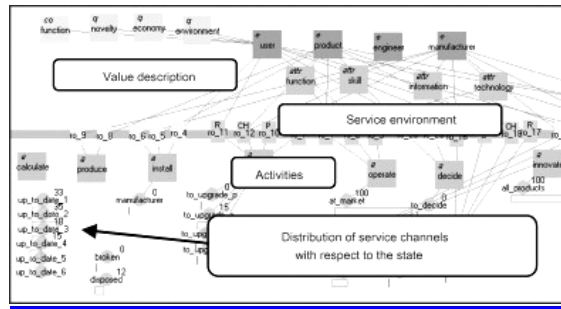 co q q q
function novelty economy environment
e e e e
user product engineer manufacturer
Value description
attr attr attr attr
function skill information technology
Service environment
R CH P CH R
ro_9 ro_8 ro_6 ro_5 ro_4 ro_11 ro_12 ro_10 ro_17
a a a a a a
calculate produce install operate decide innovate
Activities
33 0 0 100 0 100
up_to_date_1 manufacturer to_upgrade_p at_market to_decide all_products
35
up_to_date_2
18
up_to_date_3
15
up_to_date_4
up_to_date_5
up_to_date_6
Distribution of service channels
with respect to the state
0
broken
12
disposed